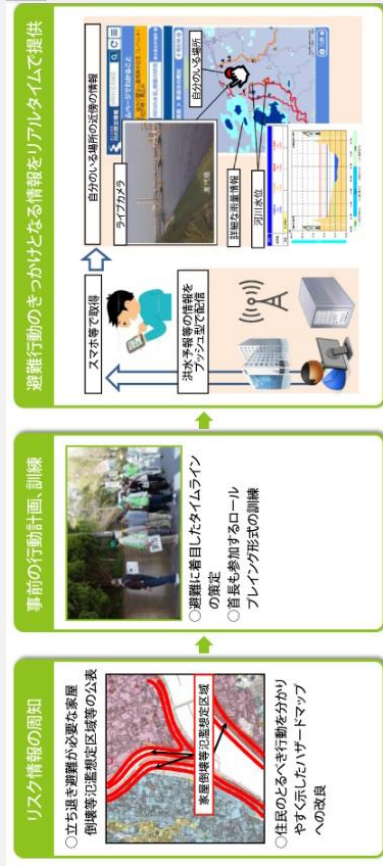 リスク情報の周知
○立ち退き避難が必要な家屋
倒壊等氾濫想定区域等の公表
家屋倒壊等氾濫想定区域
○住民のとるべき行動を分かり
やすく示したハザードマップ
への改良
事前の行動計画、訓練
○避難に着目したタイムライン
の策定
○首長も参加するロール
プレイング形式の訓練
避難行動のきっかけとなる情報をリアルタイムで提供
スマホ等で取得
洪水予報等の情報を
プッシュ型で配信
自分のいる場所の近傍の情報
ライブカメラ
自分のいる場所
詳細な雨量情報
河川水位